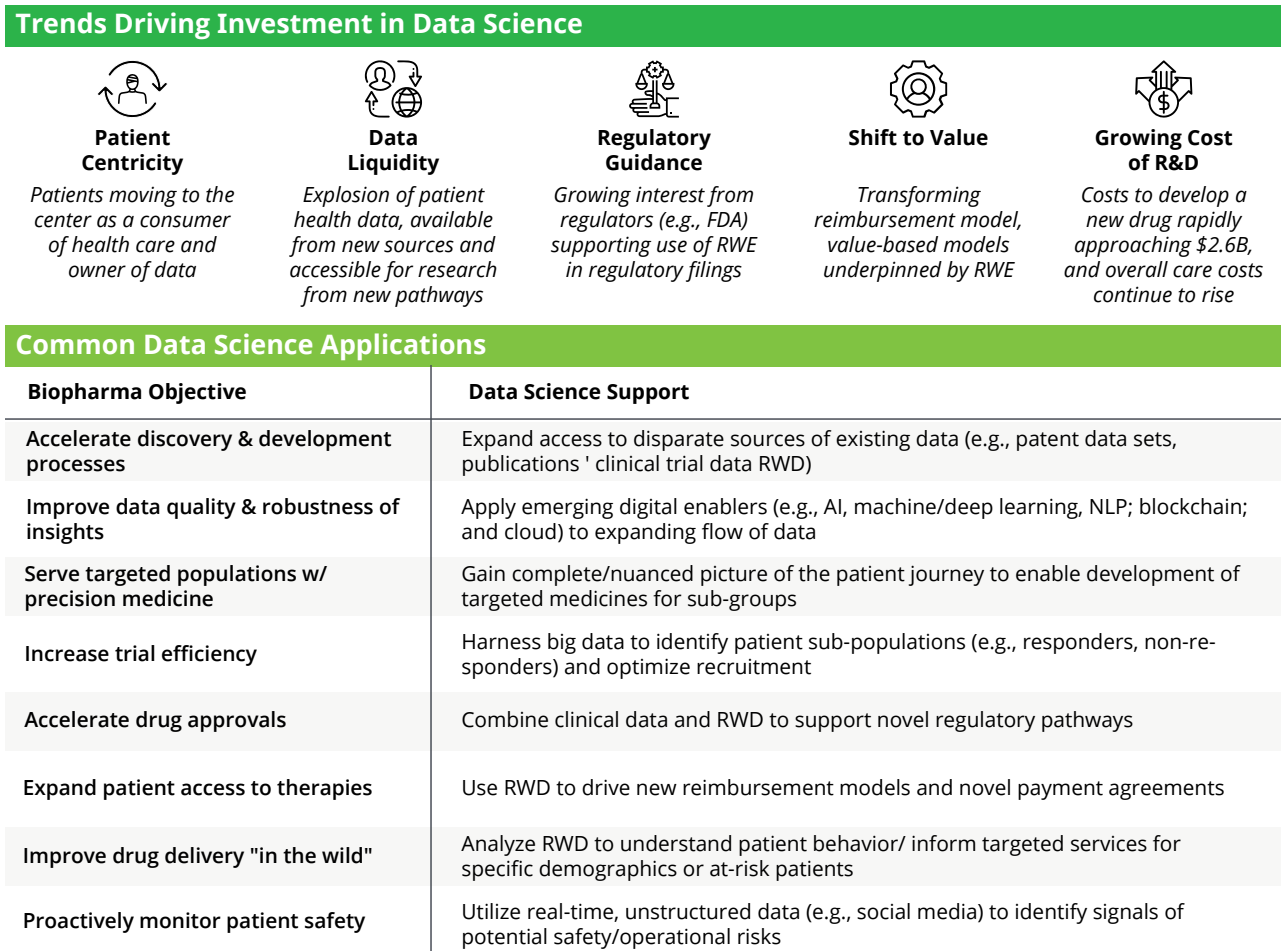 Trends Driving Investment in Data Science
Patient
Centricity
Patients moving to the
center as a consumer
of health care and
owner of data
Data
Liquidity
Explosion of patient
health data, available
from new sources and
accessible for research
from new pathways
Regulatory
Guidance
Growing interest from
regulators (e.g., FDA)
supporting use of RWE
in regulatory filings
Shift to Value
Transforming
reimbursement model,
value-based models
underpinned by RWE
Growing Cost
of R&D
Costs to develop a
new drug rapidly
approaching $2.6B,
and overall care costs
continue to rise
Common Data Science Applications
Biopharma Objective
Data Science Support
Accelerate discovery & development
processes
Expand access to disparate sources of existing data (e.g., patent data sets,
publications ' clinical trial data RWD)
Improve data quality & robustness of
insights
Apply emerging digital enablers (e.g., AI, machine/deep learning, NLP; blockchain;
and cloud) to expanding flow of data
Serve targeted populations w/
precision medicine
Gain complete/nuanced picture of the patient journey to enable development of
targeted medicines for sub-groups
Increase trial efficiency
Harness big data to identify patient sub-populations (e.g., responders, non-re-
sponders) and optimize recruitment
Accelerate drug approvals
Combine clinical data and RWD to support novel regulatory pathways
Expand patient access to therapies
Use RWD to drive new reimbursement models and novel payment agreements
Improve drug delivery "in the wild"
Analyze RWD to understand patient behavior/ inform targeted services for
specific demographics or at-risk patients
Proactively monitor patient safety
Utilize real-time, unstructured data (e.g., social media) to identify signals of
potential safety/operational risks